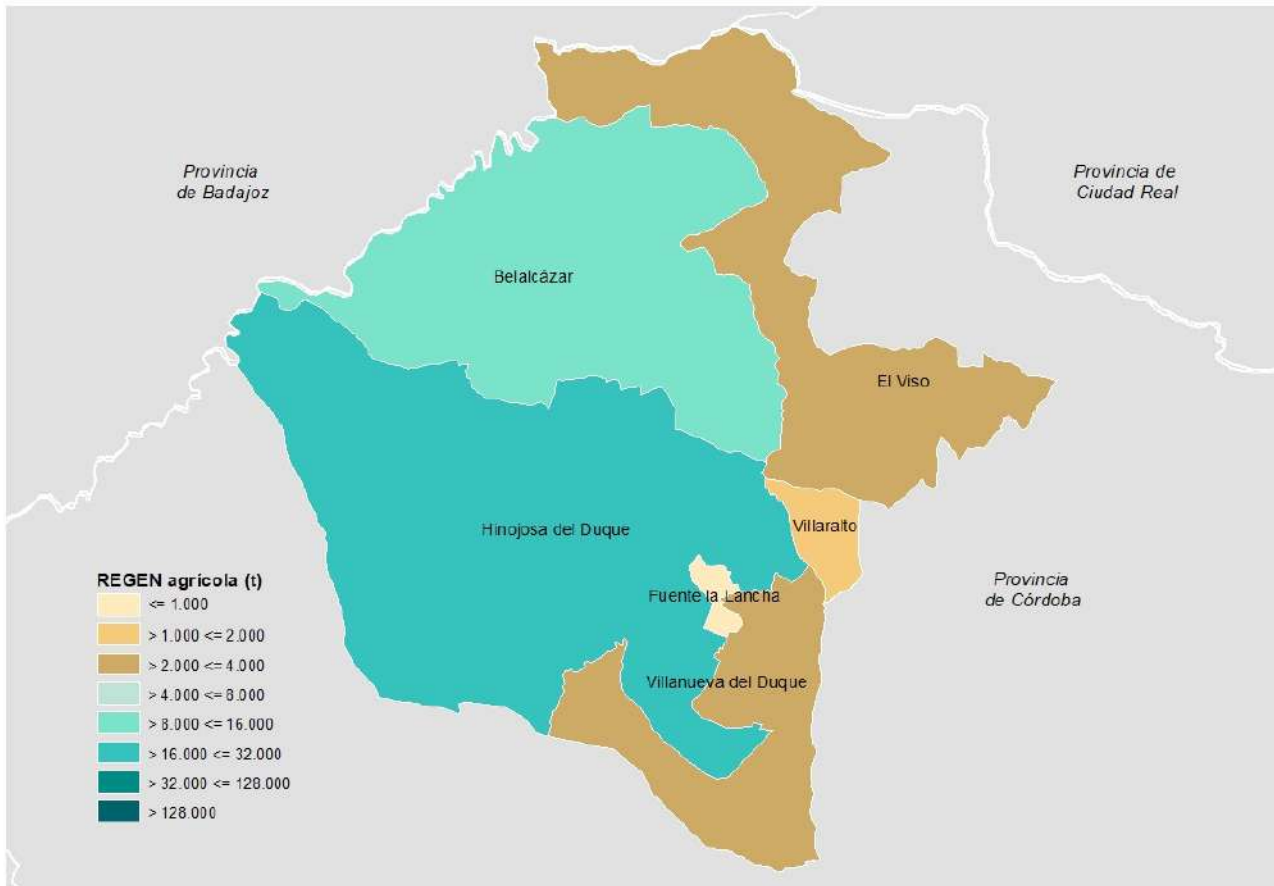 Provincia
de Badajoz
Provincia de
Ciudad Real
Belalcázar
El Viso
Hinojosa del Duque
Villaralto
Fuente la Lancha
Provincia
de Córdoba
Villanueva del Duque
REGEN agrícola (t)
<= 1.000
> 1.000 <= 2.000
> 2.000 <= 4.000
> 4.000 <= 8.000
> 8.000 <= 16.000
> 16.000 <= 32.000
> 32.000 <= 128.000
> 128.000